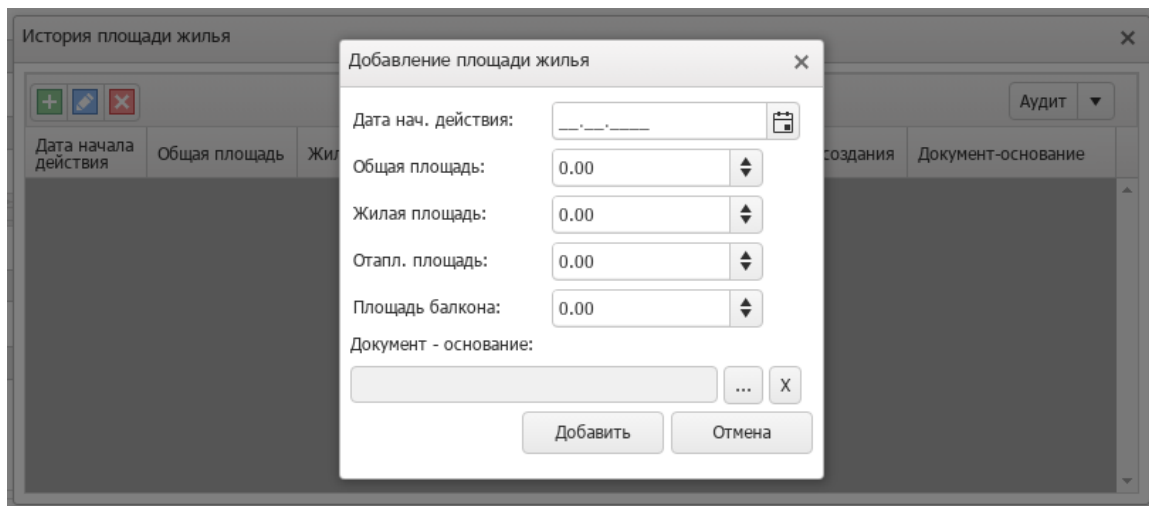 История площади жилья
Добавление площади жилья
Аудит
Дата нач. действия:
__.__.____
Дата начала действия
Общая площадь
создания
Документ-основание
Общая площадь:
0.00
Жилая площадь:
0.00
Отапл. площадь:
0.00
Площадь балкона:
0.00
Документ - основание:
...
X
Добавить
Отмена